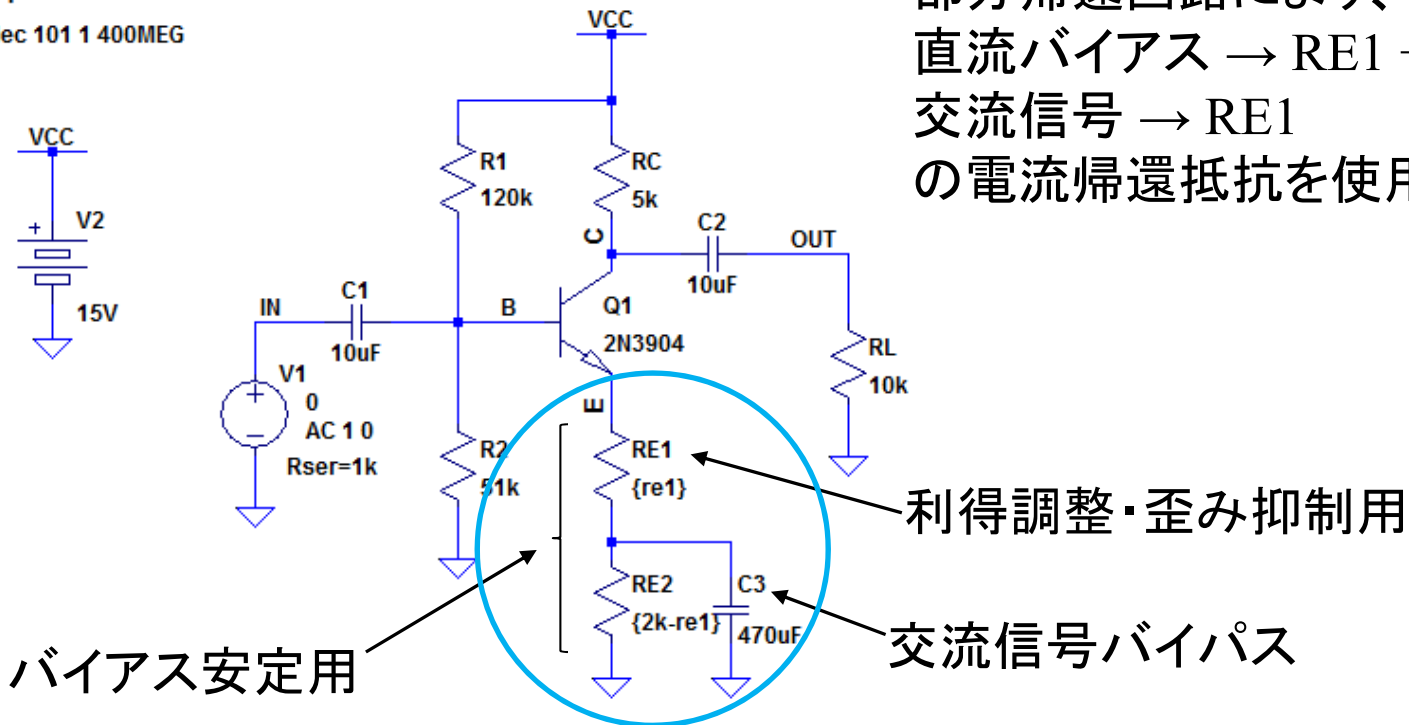 ec 101 1 400MEG
直流バイアス → RE1
交流信号 → RE1
の電流帰還抵抗を使用
VCC
VCC
V2
+
15V
R1
120k
RC
5k
C
C2
10uF
OUT
IN
C1
10uF
B
Q1
2N3904
RL
10k
V1
0
AC 1 0
Rser=1k
E
R2
51k
RE1
{re1}
利得調整・歪み抑制用
RE2
{2k-re1}
C3
470uF
交流信号バイパス
バイアス安定用